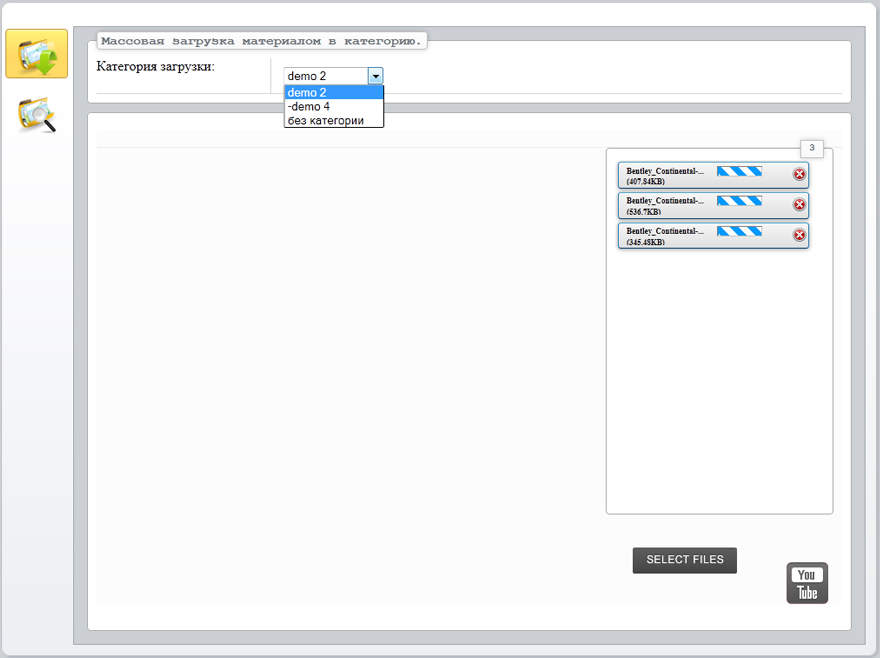 Массовая загрузка материалом в категорию.
Категория загрузки:
demo 2
demo 2
-demo 4
без категории
3
Bentley_Continental-...
(407.84KB)
Bentley_Continental-...
(536.7KB)
Bentley_Continental-...
(345.48KB)
SELECT FILES
You
Tube